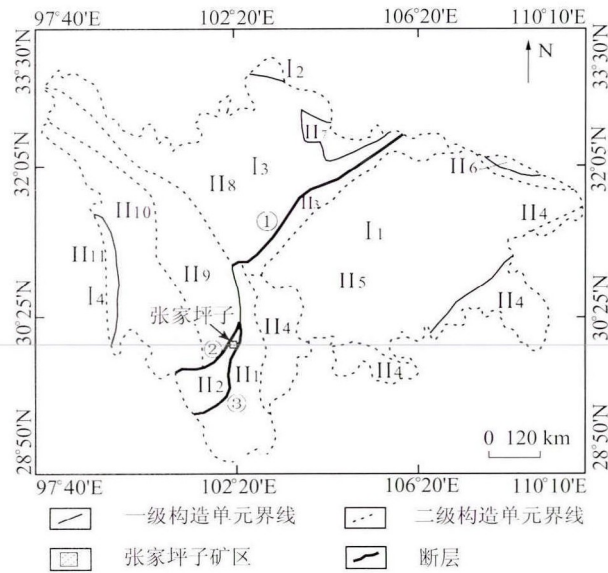 97°40'E 102°20'E 106°20'E 110°10'E
33°30'N
33°30'N
I2
N
II7
32°05'N
32°05'N
I3
II8
II6
II3
II10
II4
①
I1
II11
II9
II5
I4
30°25'N
张家坪子
30°25'N
II4
II4
②
II4
II2
II1
③
28°50'N
0 120 km
28°50'N
97°40'E 102°20'E 106°20'E 110°10'E
一级构造单元界线 二级构造单元界线
张家坪子矿区 断层